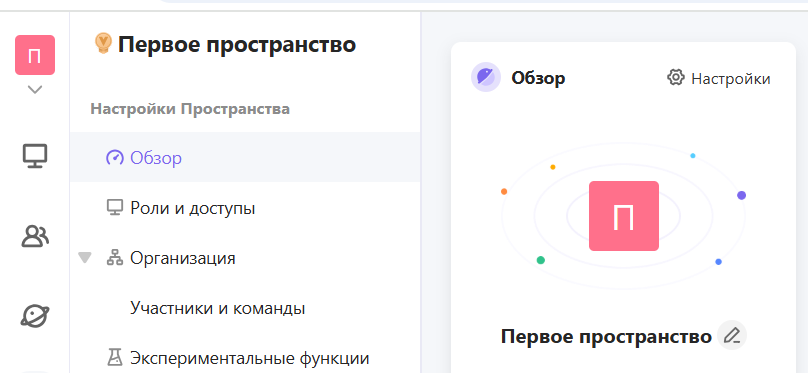 П
Первое пространство
Настройки Пространства
Обзор
Роли и доступы
Организация
Участники и команды
Экспериментальные функции
Обзор
Настройки
П
Первое пространство